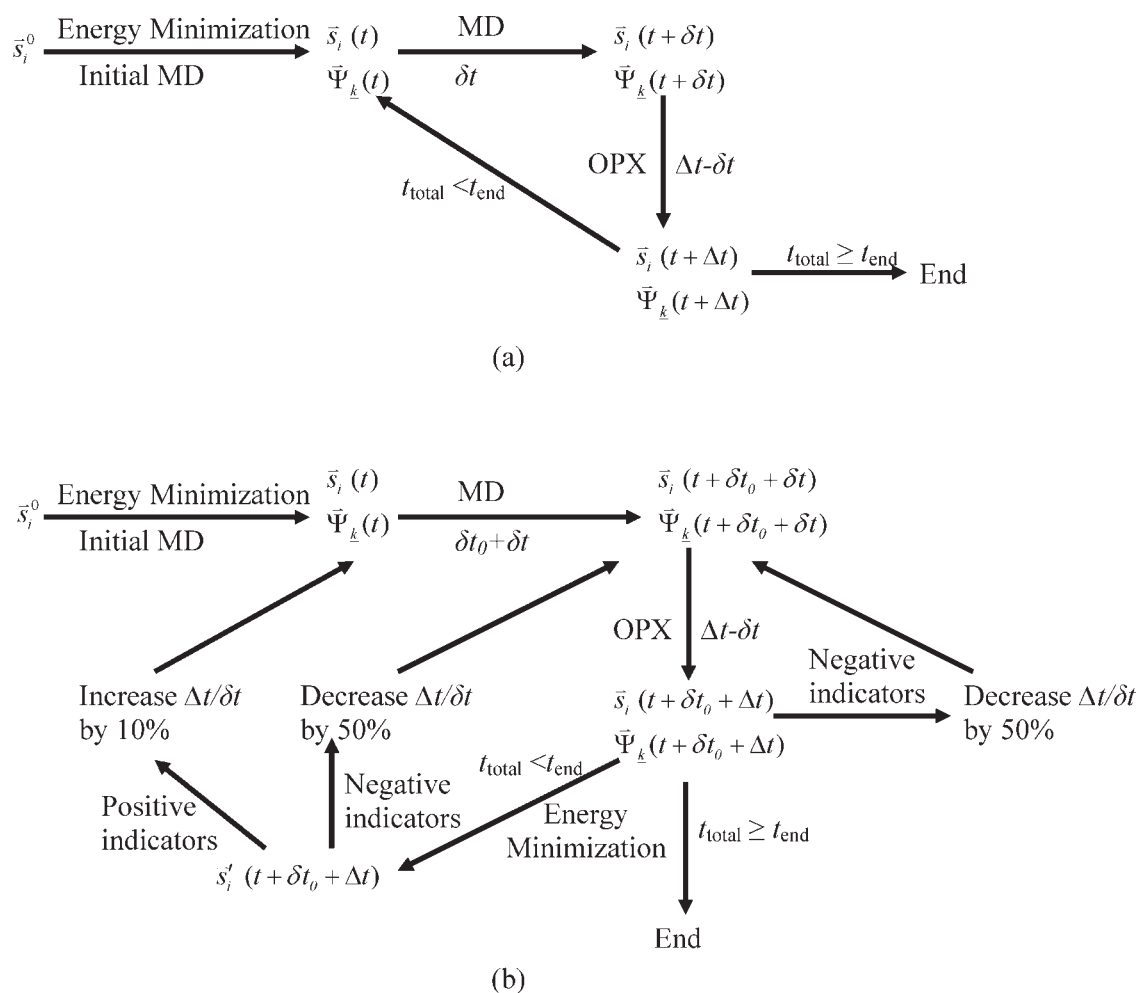 Energy Minimization
s⃗ᵢ⁰
Initial MD
s⃗ᵢ (t)
Ψ⃗ₖ(t)
MD
δt
s⃗ᵢ (t+δt)
Ψ⃗ₖ(t+δt)
OPX Δt-δt
t_total <t_end
s⃗ᵢ (t+Δt)
Ψ⃗ₖ(t+Δt)
t_total ≥ t_end
End
(a)
Energy Minimization
s⃗ᵢ⁰
Initial MD
s⃗ᵢ (t)
Ψ⃗ₖ(t)
MD
δt₀+δt
s⃗ᵢ (t+δt₀+δt)
Ψ⃗ₖ(t+δt₀+δt)
OPX Δt-δt
Increase Δt/δt
by 10%
Decrease Δt/δt
by 50%
s⃗ᵢ (t+δt₀+Δt)
Ψ⃗ₖ(t+δt₀+Δt)
Negative
indicators
Decrease Δt/δt
by 50%
Positive
indicators
Negative
indicators
t_total <t_end
Energy
Minimization
t_total ≥ t_end
s⃗ᵢ′ (t+δt₀+Δt)
End
(b)